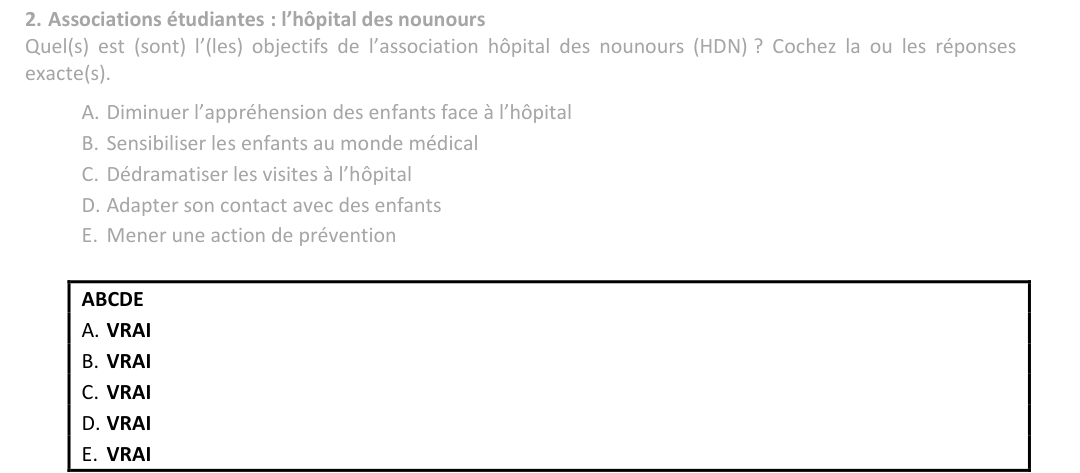 2. Associations étudiantes : l’hôpital des nounours
Quel(s) est (sont) l’(les) objectifs de l’association hôpital des nounours (HDN) ? Cochez la ou les réponses
exacte(s).
A. Diminuer l’appréhension des enfants face à l’hôpital
B. Sensibiliser les enfants au monde médical
C. Dédramatiser les visites à l’hôpital
D. Adapter son contact avec des enfants
E. Mener une action de prévention
ABCDE
A. VRAI
B. VRAI
C. VRAI
D. VRAI
E. VRAI